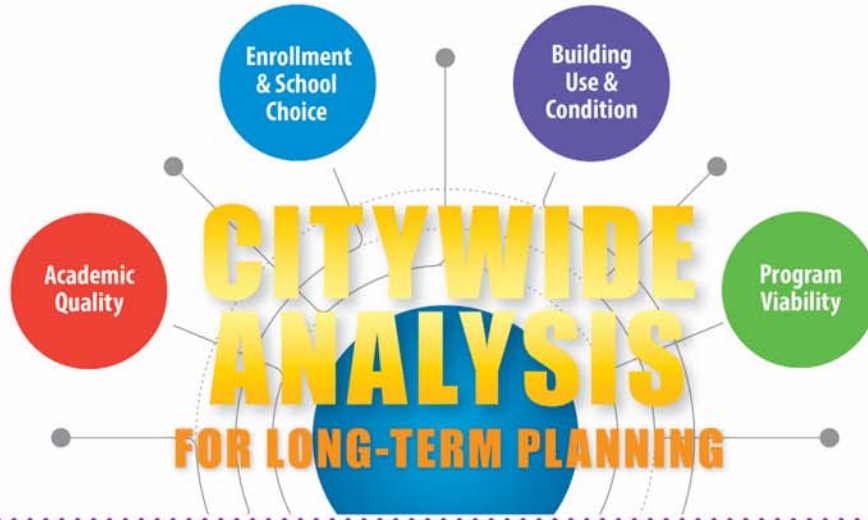 Enrollment
& School
Choice
Building
Use &
Condition
Academic
Quality
Program
Viability
CITYWIDE
ANALYSIS
FOR LONG-TERM PLANNING